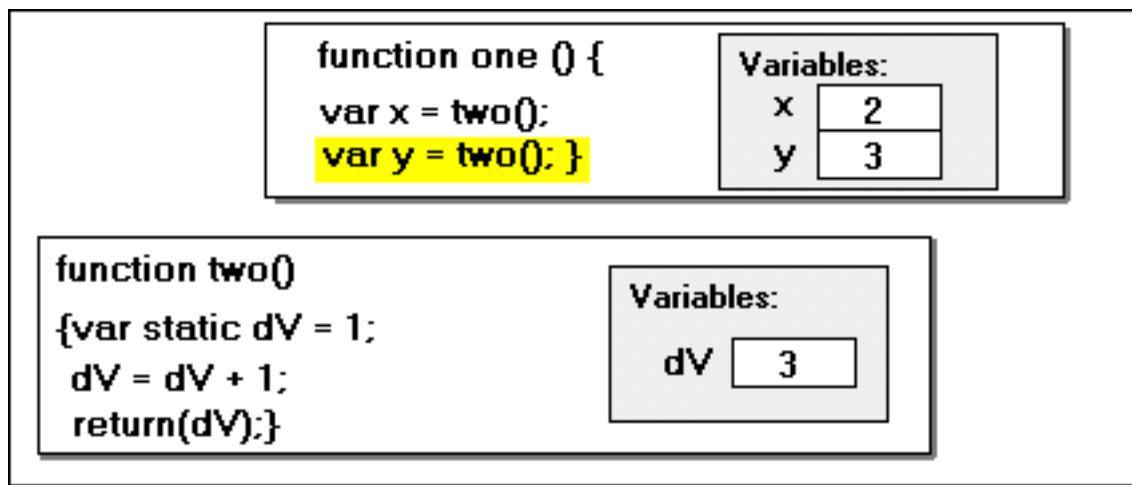 function one () {
var x = two();
var y = two(); }
Variables:
x 2
y 3
function two()
{var static dV = 1;
dV = dV + 1;
return(dV);}
Variables:
dV 3